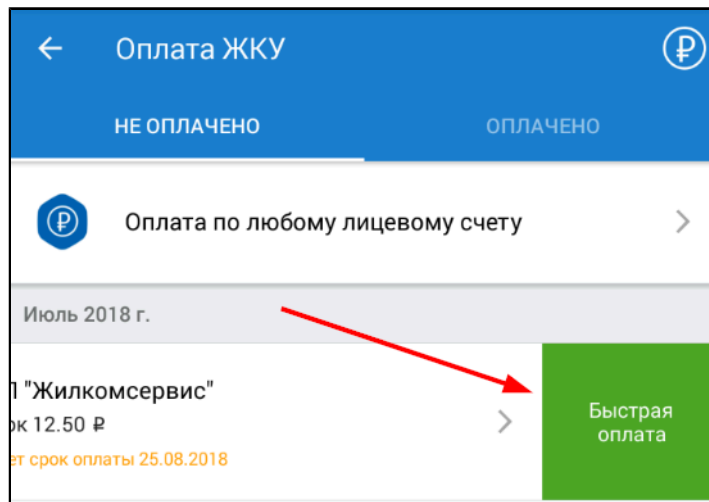 Оплата ЖКУ
НЕ ОПЛАЧЕНО
ОПЛАЧЕНО
Оплата по любому лицевому счету
Июль 2018 г.
"Жилкомсервис"
12.50 ₽
срок оплаты 25.08.2018
Быстрая
оплата